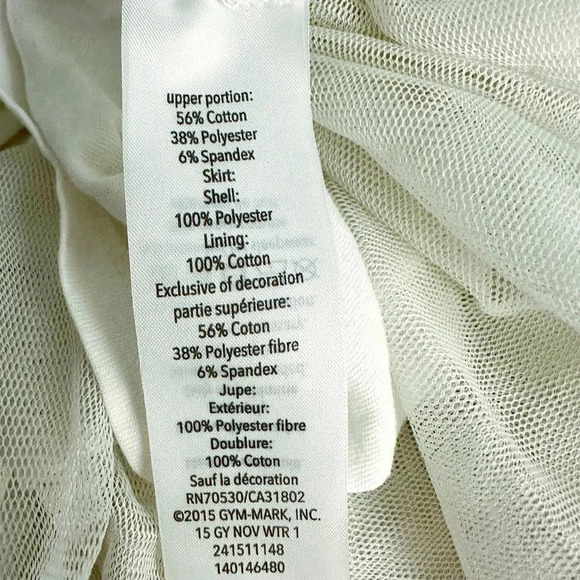 upper portion:
56% Cotton
38% Polyester
6% Spandex
Skirt:
Shell:
100% Polyester
Lining:
100% Cotton
Exclusive of decoration
partie supérieure:
56% Coton
38% Polyester fibre
6% Spandex
Jupe:
Extérieur:
100% Polyester fibre
Doublure:
100% Coton
Sauf la décoration
RN70530/CA31802
©2015 GYM-MARK, INC.
15 GY NOV WTR 1
241511148
140146480